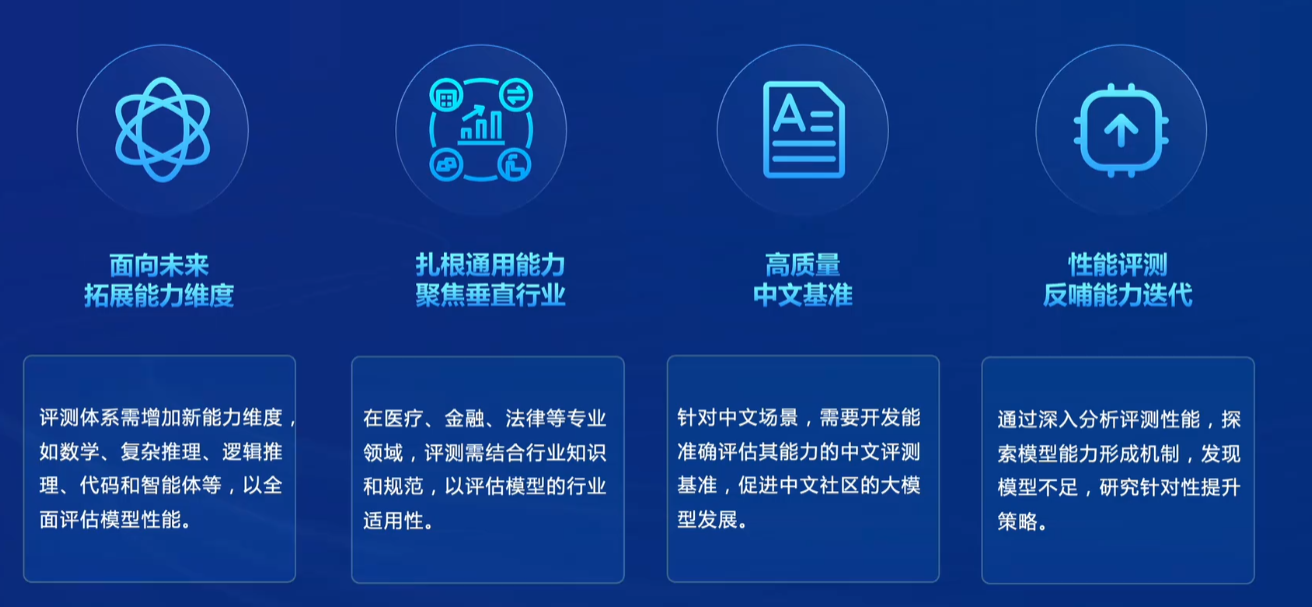 面向未来
拓展能力维度
评测体系需增加新能力维度，
如数学、复杂推理、逻辑推
理、代码和智能体等，以全
面评估模型性能。
扎根通用能力
聚焦垂直行业
在医疗、金融、法律等专业
领域，评测需结合行业知识
和规范，以评估模型的行业
适用性。
高质量
中文基准
针对中文场景，需要开发能
准确评估其能力的中文评测
基准，促进中文社区的大模
型发展。
性能评测
反哺能力迭代
通过深入分析评测性能，探
索模型能力形成机制，发现
模型不足，研究针对性提升
策略。
A